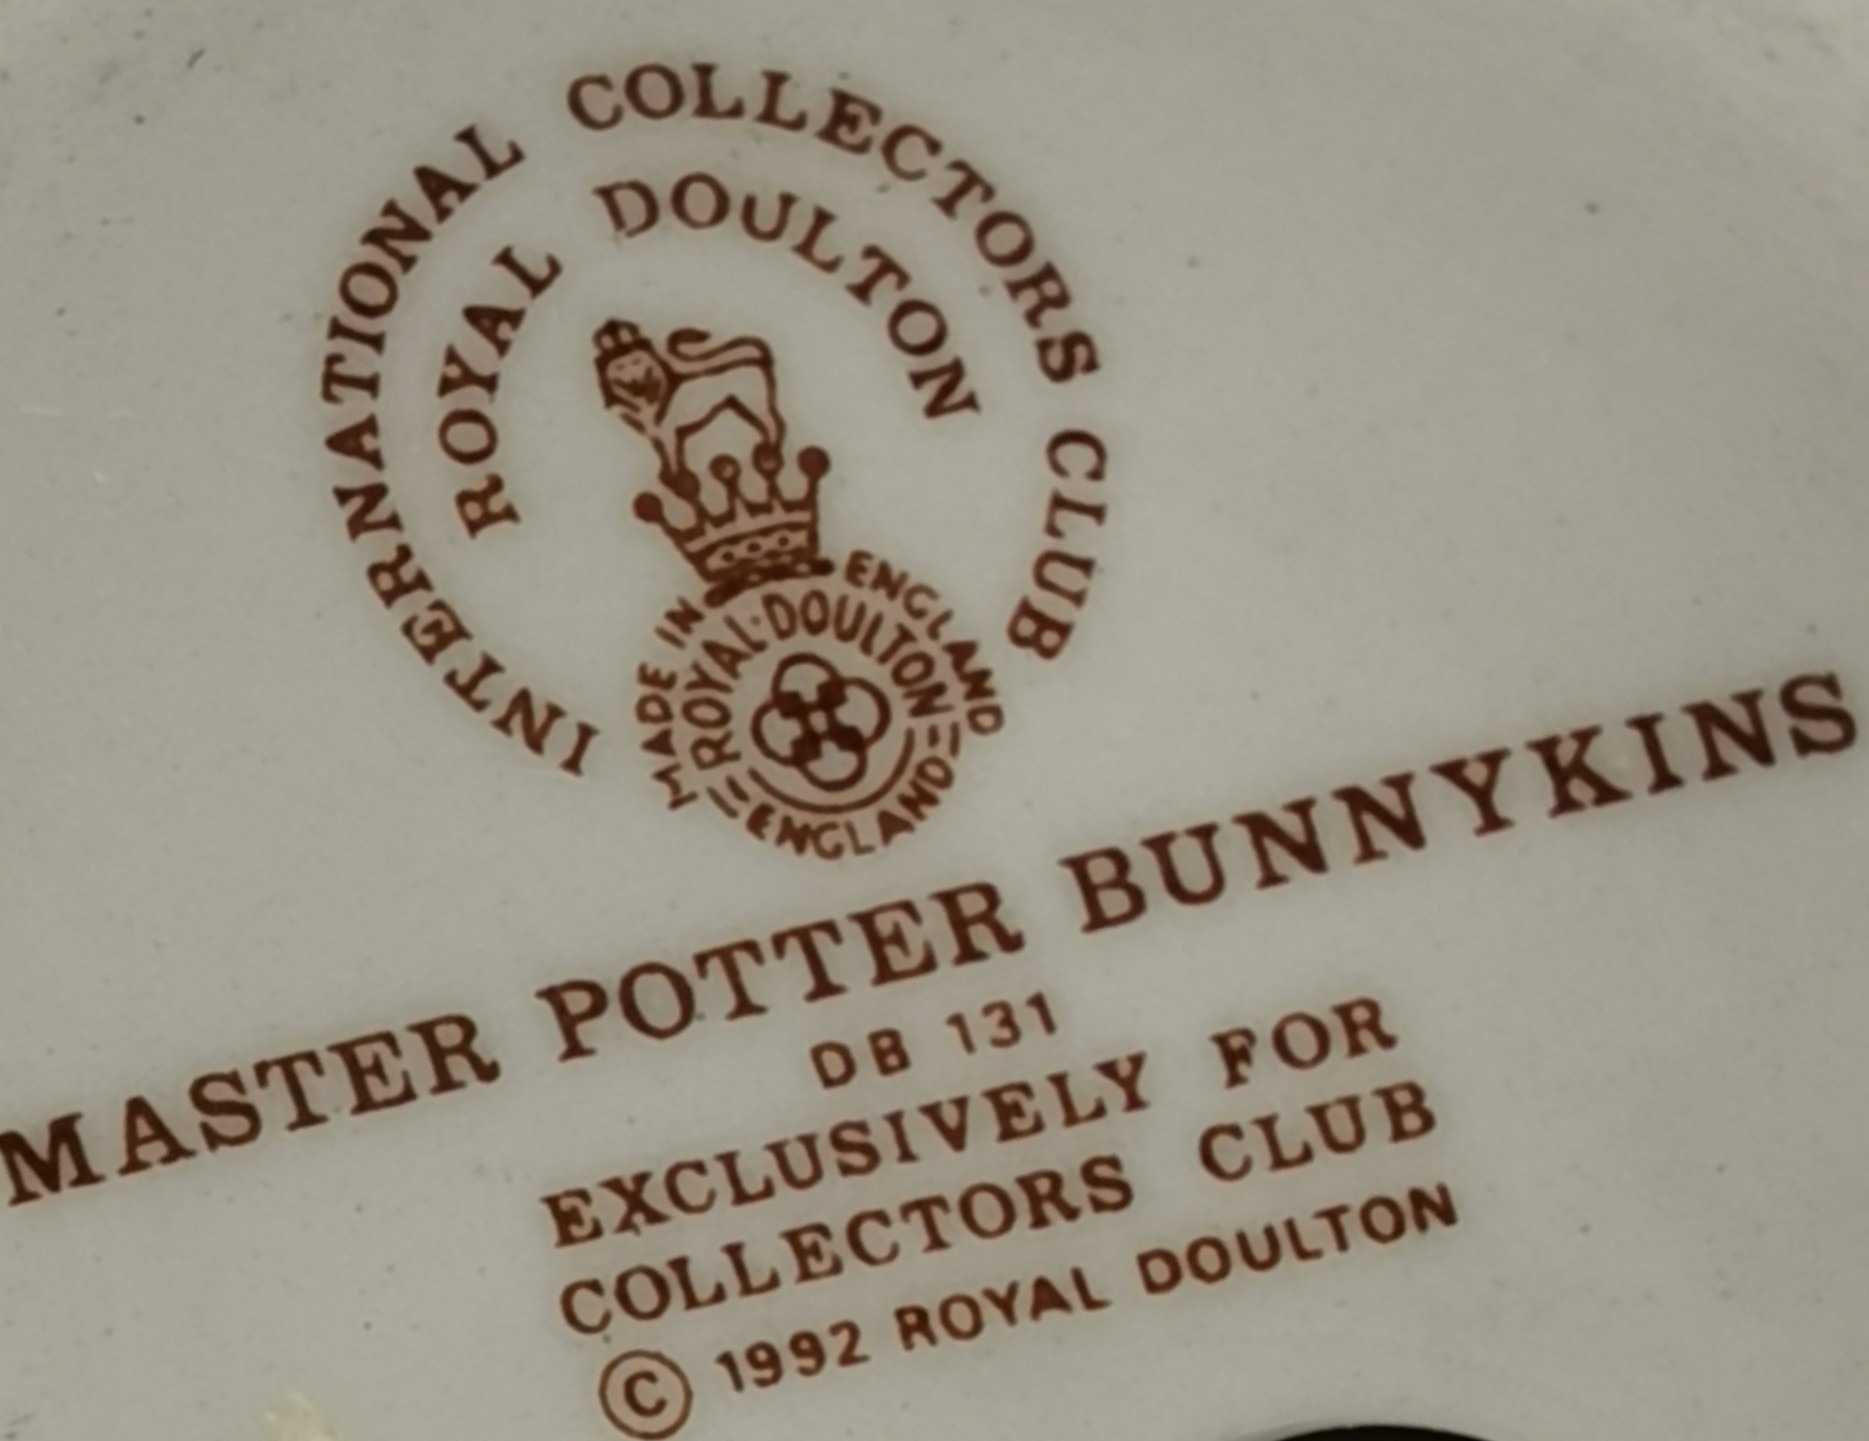 INTERNATIONAL COLLECTORS CLUB
ROYAL DOULTON
MADE IN ENGLAND
ROYAL·DOULTON
ENGLAND
MASTER POTTER BUNNYKINS
DB 131
EXCLUSIVELY FOR
COLLECTORS CLUB
© 1992 ROYAL DOULTON